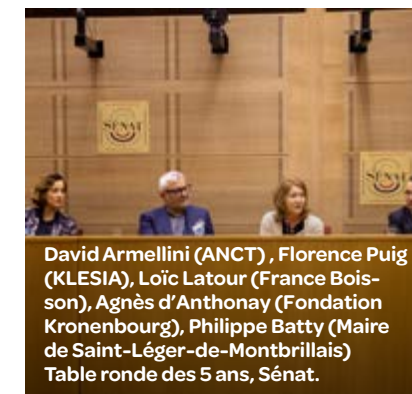 SÉNAT
David Armellini (ANCT) , Florence Puig
(KLESIA), Loïc Latour (France Bois-
son), Agnès d’Anthonay (Fondation
Kronenbourg), Philippe Batty (Maire
de Saint-Léger-de-Montbrillais)
Table ronde des 5 ans, Sénat.